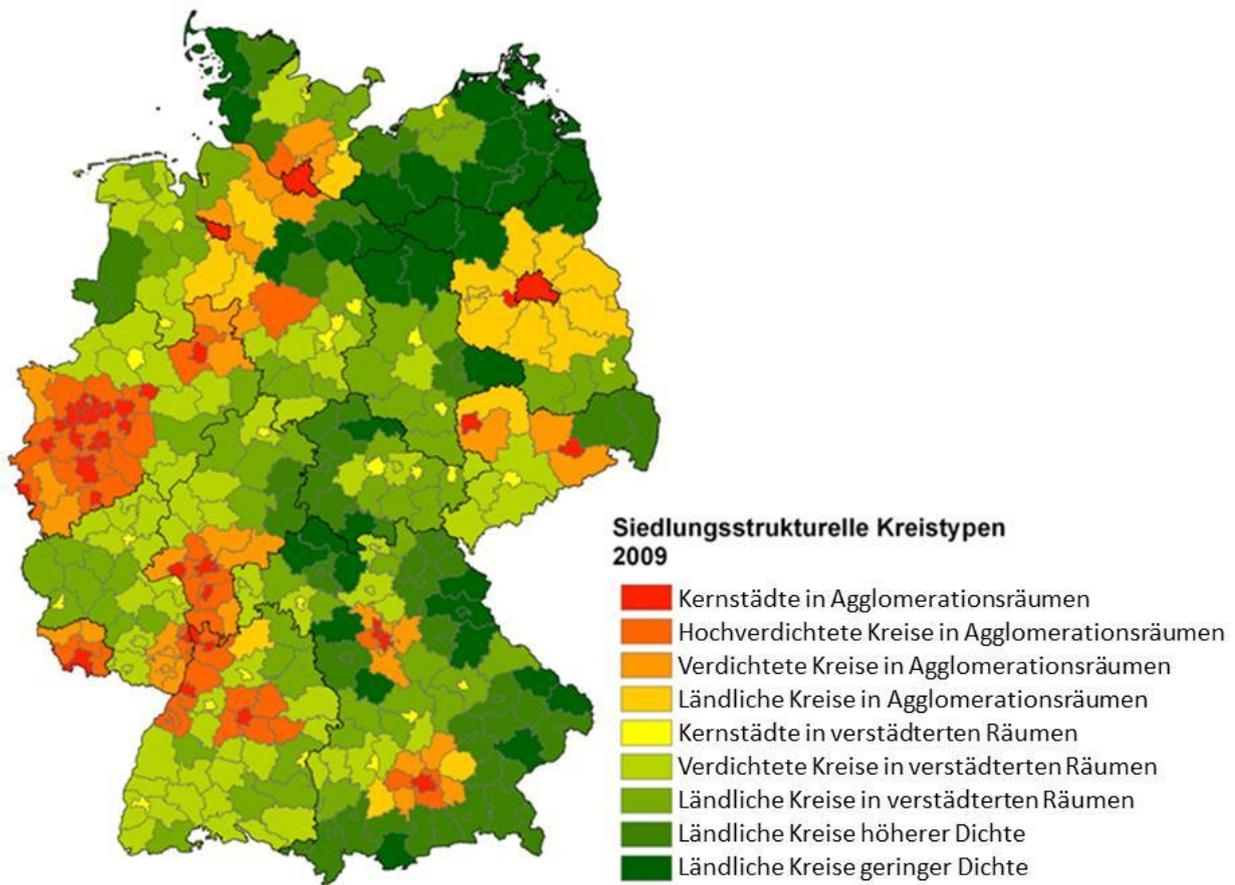 Siedlungsstrukturelle Kreistypen
2009
Kernstädte in Agglomerationsräumen
Hochverdichtete Kreise in Agglomerationsräumen
Verdichtete Kreise in Agglomerationsräumen
Ländliche Kreise in Agglomerationsräumen
Kernstädte in verstädterten Räumen
Verdichtete Kreise in verstädterten Räumen
Ländliche Kreise in verstädterten Räumen
Ländliche Kreise höherer Dichte
Ländliche Kreise geringer Dichte